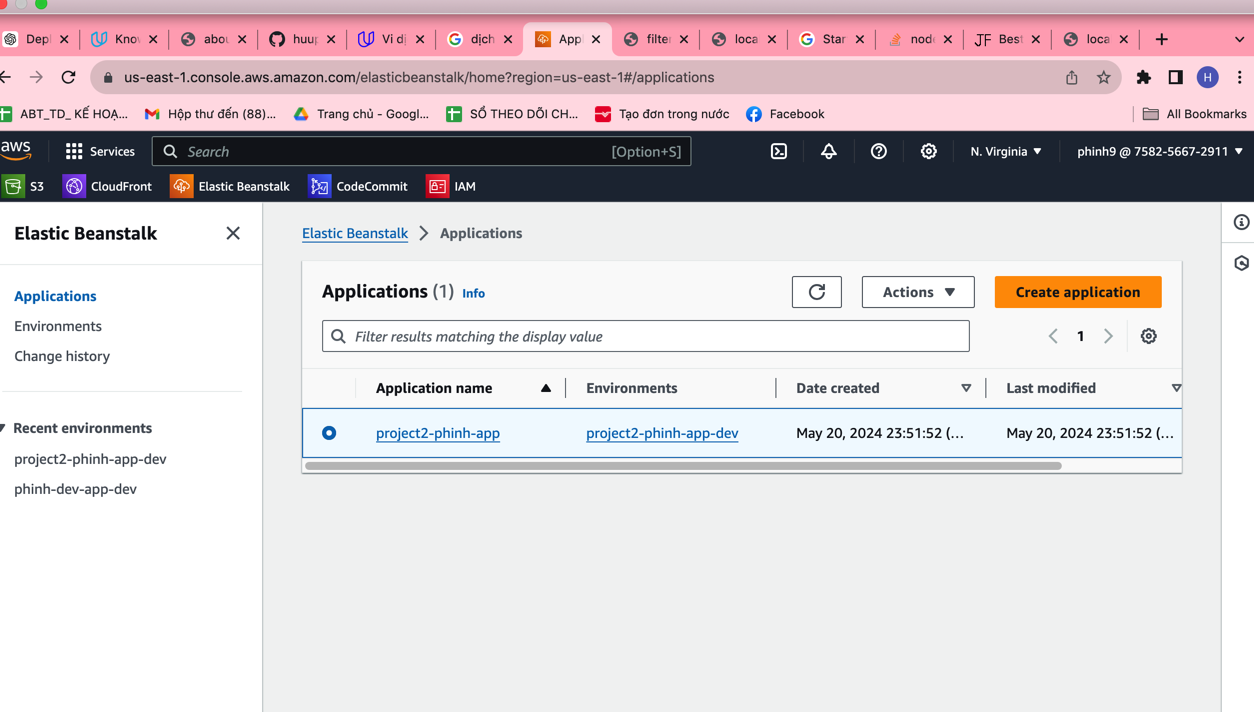 Depl Kno abou huup Ví dị dịch Appl filter loca Star node JF Best loca
us-east-1.console.aws.amazon.com/elasticbeanstalk/home?region=us-east-1#/applications
H
ABT_TD_ KẾ HOẠ... Hộp thư đến (88)... Trang chủ - Googl... SỔ THEO DÕI CH... Tạo đơn trong nước Facebook All Bookmarks
aws Services Search [Option+S] N. Virginia phinh9 @ 7582-5667-2911
S3 CloudFront Elastic Beanstalk CodeCommit IAM
Elastic Beanstalk
Applications
Environments
Change history
Recent environments
project2-phinh-app-dev
phinh-dev-app-dev
Elastic Beanstalk > Applications
Applications (1) Info
Actions
Create application
Filter results matching the display value
1
Application name Environments Date created Last modified
project2-phinh-app project2-phinh-app-dev May 20, 2024 23:51:52 (... May 20, 2024 23:51:52 (...